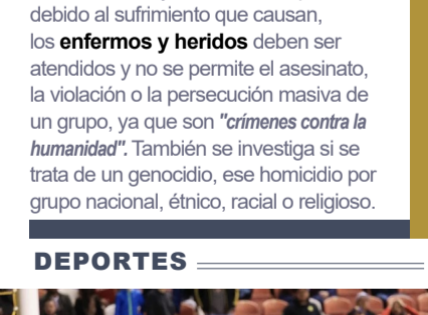 debido al sufrimiento que causan,
los enfermos y heridos deben ser
atendidos y no se permite el asesinato,
la violación o la persecución masiva de
un grupo, ya que son "crímenes contra la
humanidad". También se investiga si se
trata de un genocidio, ese homicidio por
grupo nacional, étnico, racial o religioso.
DEPORTES